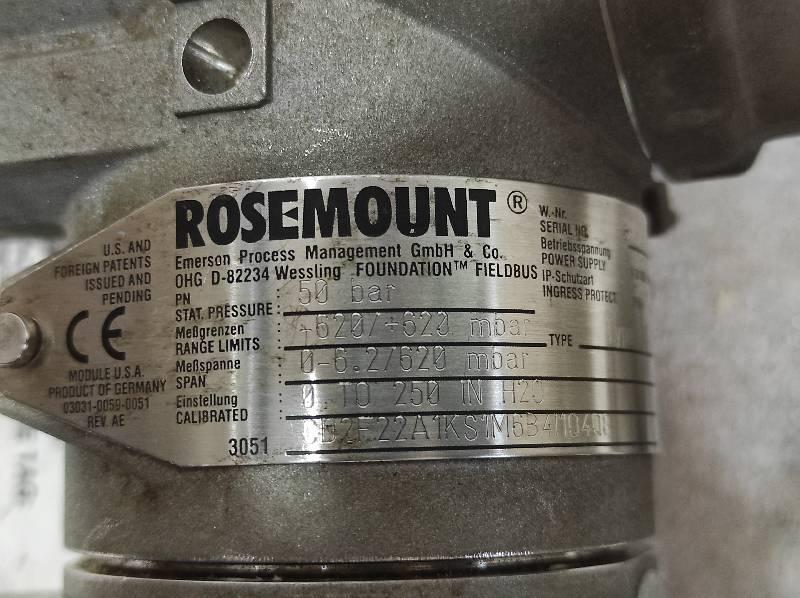 ROSEMOUNT®
Emerson Process Management GmbH & Co.
OHG D-82234 Wessling FOUNDATION™ FIELDBUS
U.S. AND
FOREIGN PATENTS
ISSUED AND
PENDING
CE
MODULE U.S.A.
PRODUCT OF GERMANY
03031-0059-0051
REV. AE
PN
STAT. PRESSURE : 50 bar
Meßgrenzen
RANGE LIMITS : -620/+620 mbar
Meßspanne
SPAN : 0-6.2/620 mbar
Einstellung
CALIBRATED : 0 TO 250 IN H2O
3051
W.-Nr.
SERIAL NO.
Betriebsspannung
POWER SUPPLY
IP-Schutzart
INGRESS PROTECT.
TYPE